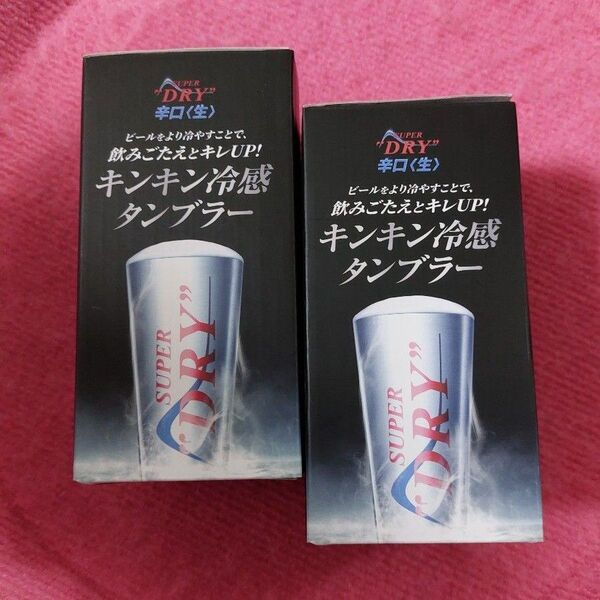 SUPER
"DRY"
辛口〈生〉
ビールをより冷やすことで、
飲みごたえとキレUP!
キンキン冷感
タンブラー
SUPER
"DRY"
SUPER
"DRY"
辛口〈生〉
ビールをより冷やすことで、
飲みごたえとキレUP!
キンキン冷感
タンブラー
SUPER
"DRY"